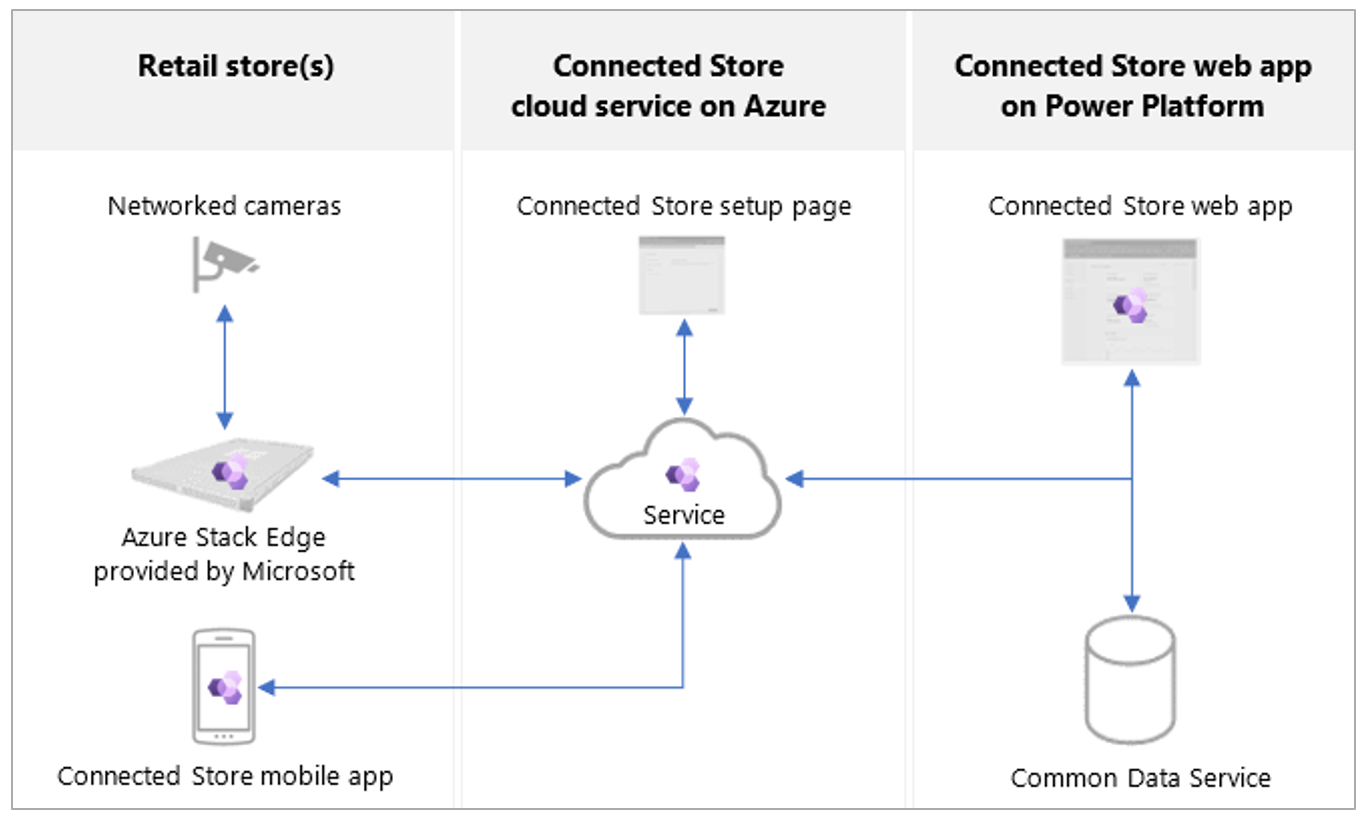 Retail store(s)
Connected Store
cloud service on Azure
Connected Store web app
on Power Platform
Networked cameras
Connected Store setup page
Connected Store web app
Azure Stack Edge
provided by Microsoft
Service
Connected Store mobile app
Common Data Service